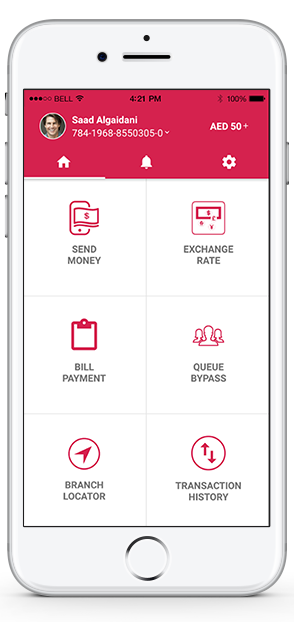 BELL 4:21 PM 100%
Saad Algaidani
784-1968-8550305-0
AED 50+
SEND
MONEY
EXCHANGE
RATE
BILL
PAYMENT
QUEUE
BYPASS
BRANCH
LOCATOR
TRANSACTION
HISTORY